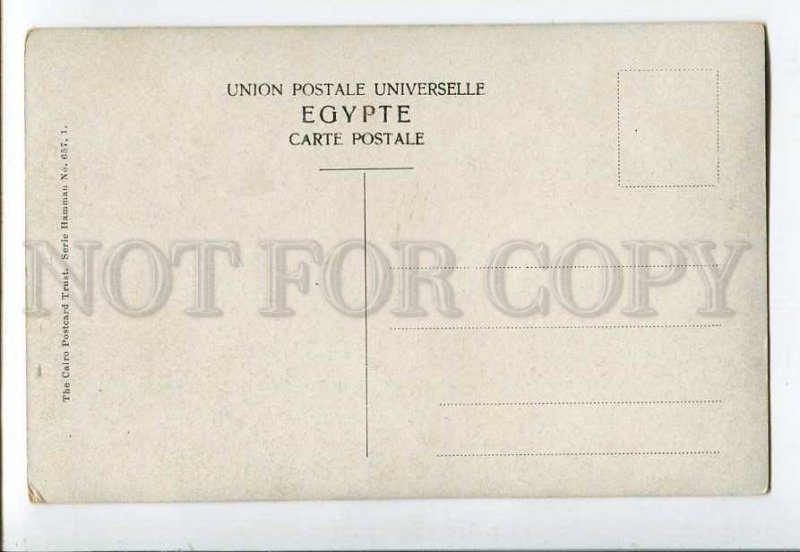 UNION POSTALE UNIVERSELLE
EGYPTE
CARTE POSTALE
The Cairo Postcard Trust. Serie Hamman No. 657, 1.
NOT FOR COPY